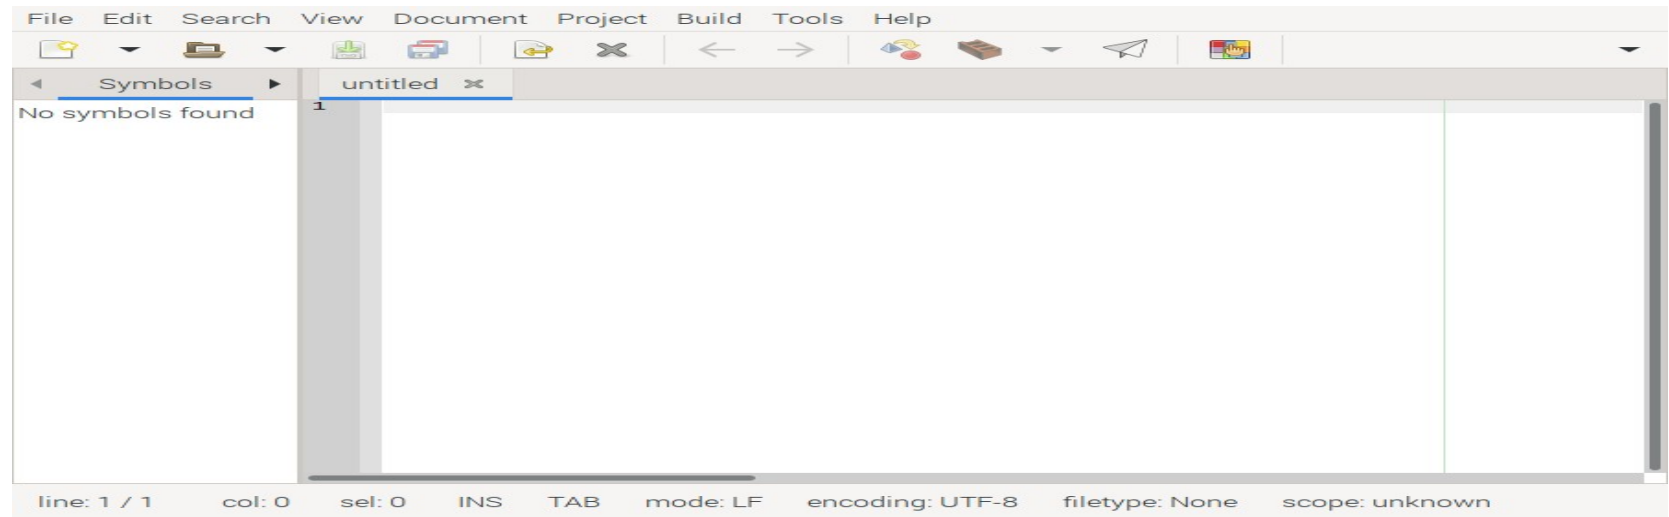 File Edit Search View Document Project Build Tools Help
Symbols
untitled
No symbols found
1
line: 1 / 1 col: 0 sel: 0 INS TAB mode: LF encoding: UTF-8 filetype: None scope: unknown